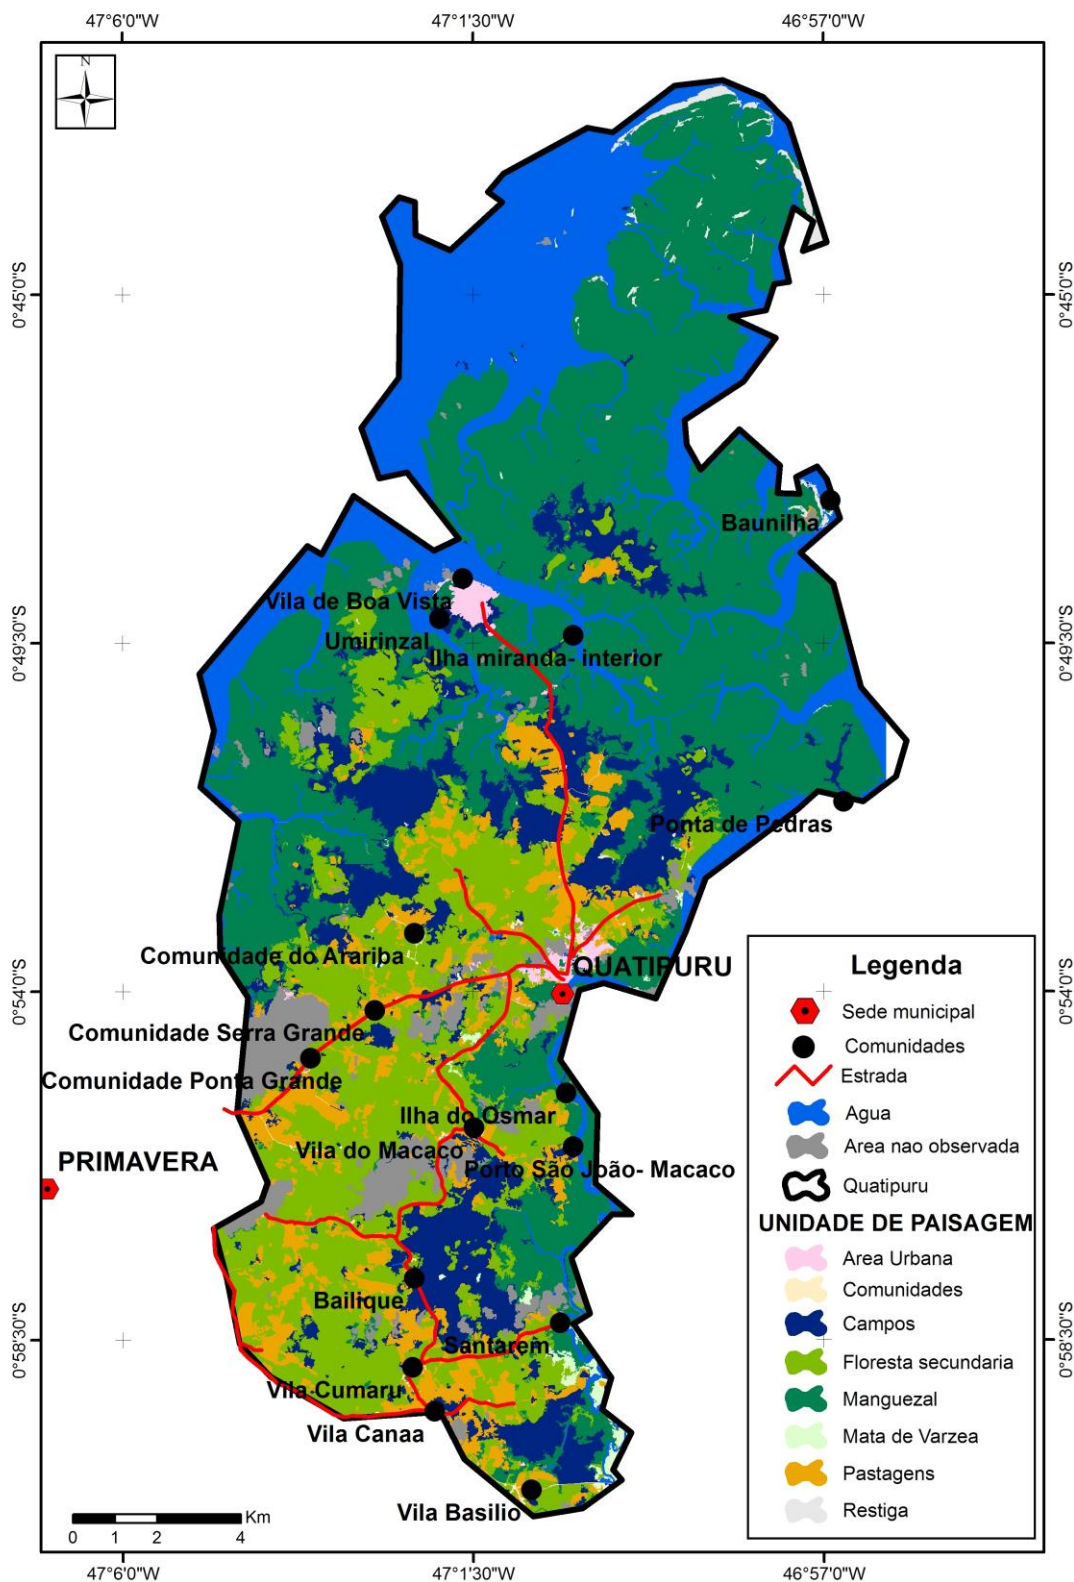 47°6'0"W 47°1'30"W 46°57'0"W
N
0°45'0"S 0°45'0"S
Baunilha
Vila de Boa Vista
Umirinzal
Ilha miranda- interior
0°49'30"S 0°49'30"S
Ponta de Pedras
Comunidade do Arariba
QUATIPURU
0°54'0"S 0°54'0"S
Comunidade Serra Grande
Comunidade Ponta Grande
Ilha do Osmar
Vila do Macaco
Porto São João- Macaco
PRIMAVERA
Bailique
Santarem
0°58'30"S 0°58'30"S
Vila Cumaru
Vila Canaa
Vila Basilio
Legenda
Sede municipal
Comunidades
Estrada
Agua
Area nao observada
Quatipuru
UNIDADE DE PAISAGEM
Area Urbana
Comunidades
Campos
Floresta secundaria
Manguezal
Mata de Varzea
Pastagens
Restiga
Km
0 1 2 4
47°6'0"W 47°1'30"W 46°57'0"W